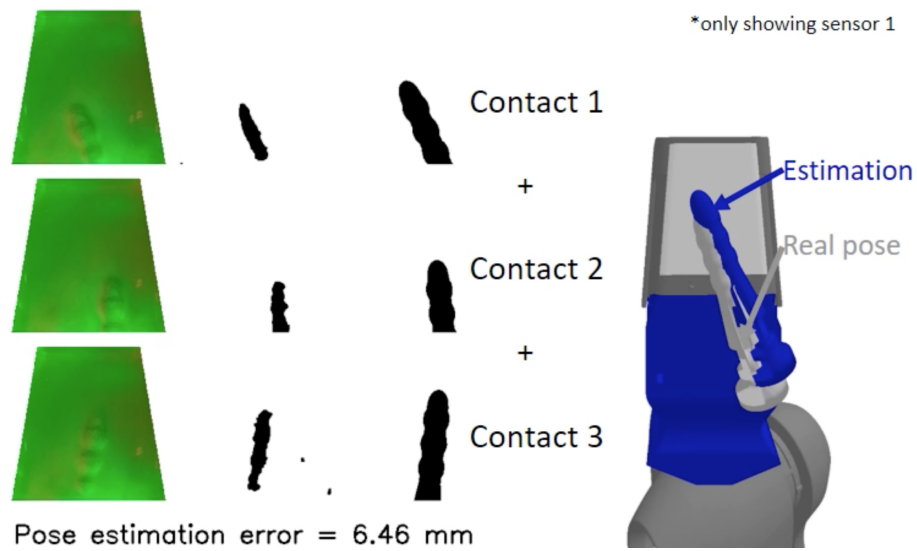 *only showing sensor 1
Contact 1
+
Estimation
Real pose
Contact 2
+
Contact 3
Pose estimation error = 6.46 mm